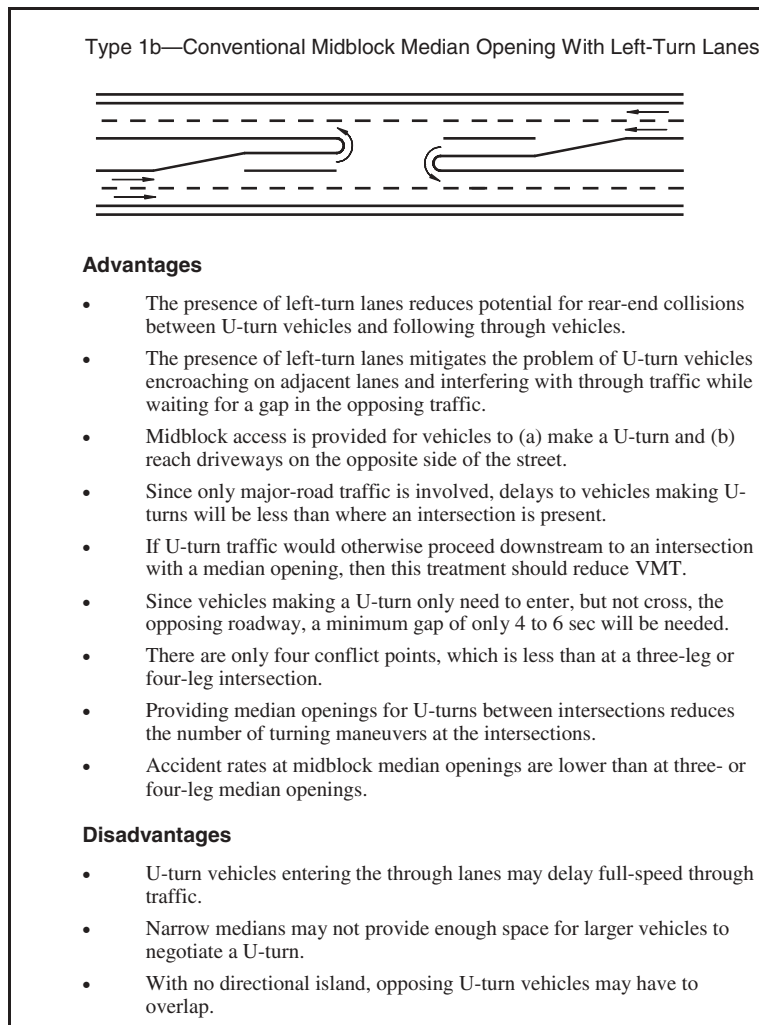 Type 1b—Conventional Midblock Median Opening With Left-Turn Lanes
Advantages
• The presence of left-turn lanes reduces potential for rear-end collisions
between U-turn vehicles and following through vehicles.
• The presence of left-turn lanes mitigates the problem of U-turn vehicles
encroaching on adjacent lanes and interfering with through traffic while
waiting for a gap in the opposing traffic.
• Midblock access is provided for vehicles to (a) make a U-turn and (b)
reach driveways on the opposite side of the street.
• Since only major-road traffic is involved, delays to vehicles making U-
turns will be less than where an intersection is present.
• If U-turn traffic would otherwise proceed downstream to an intersection
with a median opening, then this treatment should reduce VMT.
• Since vehicles making a U-turn only need to enter, but not cross, the
opposing roadway, a minimum gap of only 4 to 6 sec will be needed.
• There are only four conflict points, which is less than at a three-leg or
four-leg intersection.
• Providing median openings for U-turns between intersections reduces
the number of turning maneuvers at the intersections.
• Accident rates at midblock median openings are lower than at three- or
four-leg median openings.
Disadvantages
• U-turn vehicles entering the through lanes may delay full-speed through
traffic.
• Narrow medians may not provide enough space for larger vehicles to
negotiate a U-turn.
• With no directional island, opposing U-turn vehicles may have to
overlap.